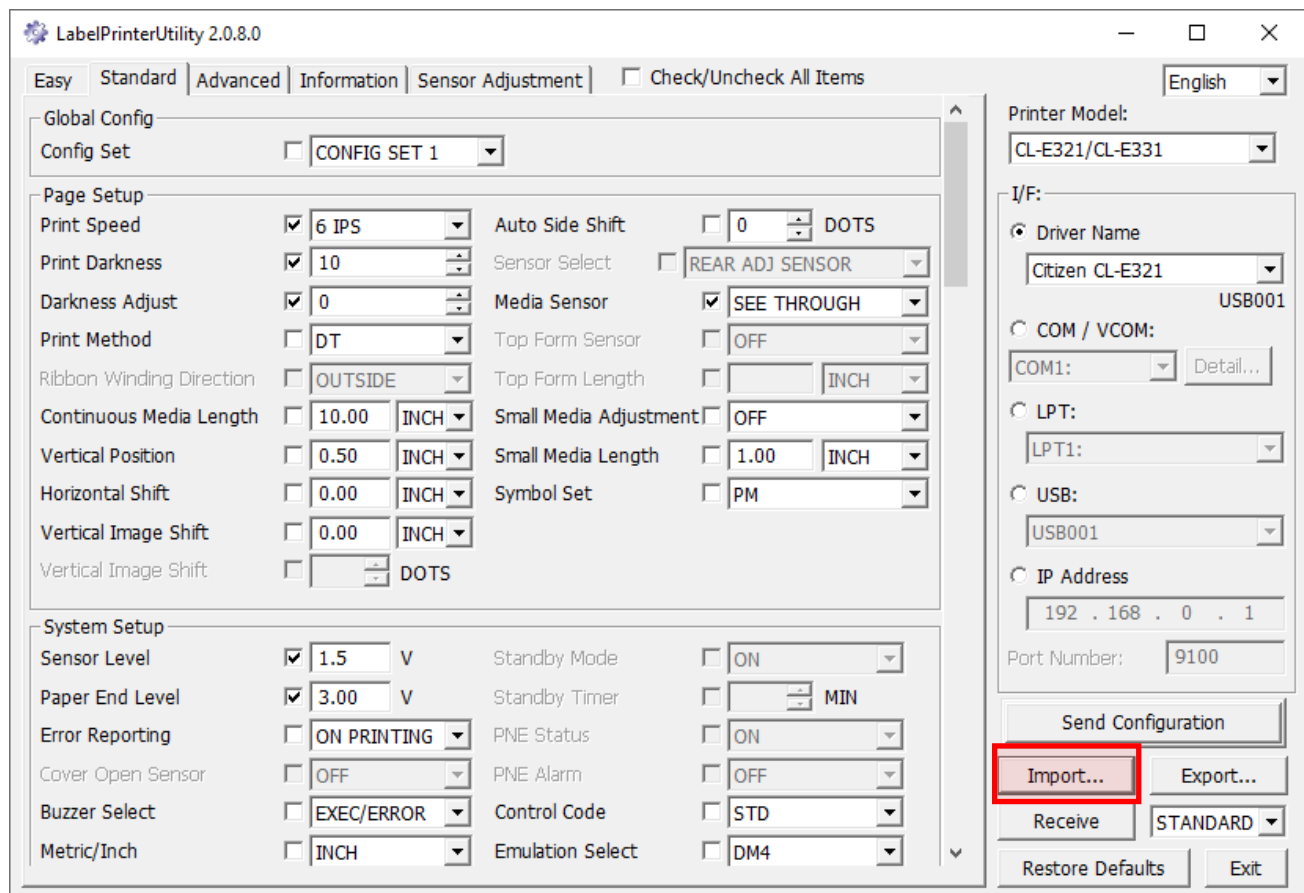 LabelPrinterUtility 2.0.8.0
Easy Standard Advanced Information Sensor Adjustment Check/Uncheck All Items English
Global Config
Config Set CONFIG SET 1
Page Setup
Print Speed 6 IPS Auto Side Shift 0 DOTS
Print Darkness 10 Sensor Select REAR ADJ SENSOR
Darkness Adjust 0 Media Sensor SEE THROUGH
Print Method DT Top Form Sensor OFF
Ribbon Winding Direction OUTSIDE Top Form Length INCH
Continuous Media Length 10.00 INCH Small Media Adjustment OFF
Vertical Position 0.50 INCH Small Media Length 1.00 INCH
Horizontal Shift 0.00 INCH Symbol Set PM
Vertical Image Shift 0.00 INCH
Vertical Image Shift DOTS
System Setup
Sensor Level 1.5 V Standby Mode ON
Paper End Level 3.00 V Standby Timer MIN
Error Reporting ON PRINTING PNE Status ON
Cover Open Sensor OFF PNE Alarm OFF
Buzzer Select EXEC/ERROR Control Code STD
Metric/Inch INCH Emulation Select DM4
Printer Model:
CL-E321/CL-E331
I/F:
Driver Name
Citizen CL-E321
USB001
COM / VCOM:
COM1: Detail...
LPT:
LPT1:
USB:
USB001
IP Address
192 . 168 . 0 . 1
Port Number: 9100
Send Configuration
Import... Export...
Receive STANDARD
Restore Defaults Exit